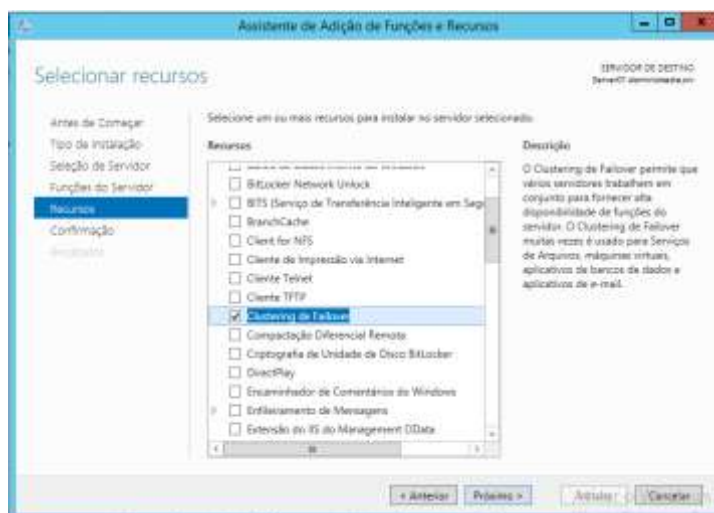 Assistente de Adição de Funções e Recursos
Selecionar recursos
SERVIDOR DE DESTINO
Antes de Começar
Tipo de Instalação
Seleção de Servidor
Funções do Servidor
Recursos
Confirmação
Resultados
Selecione um ou mais recursos para instalar no servidor selecionado.
Recursos
BitLocker Network Unlock
BITS (Serviço de Transferência Inteligente em Segu
BranchCache
Client for NFS
Cliente de Impressão via Internet
Cliente Telnet
Cliente TFTP
Clustering de Failover
Compactação Diferencial Remota
Criptografia de Unidade de Disco BitLocker
DirectPlay
Encaminhador de Comentários do Windows
Enfileiramento de Mensagens
Extensão do IIS do Management OData
Descrição
O Clustering de Failover permite que
vários servidores trabalhem em
conjunto para fornecer alta
disponibilidade de funções do
servidor. O Clustering de Failover
muitas vezes é usado para Serviços
de Arquivos, máquinas virtuais,
aplicativos de bancos de dados e
aplicativos de e-mail.
< Anterior
Próximo >
Instalar
Cancelar